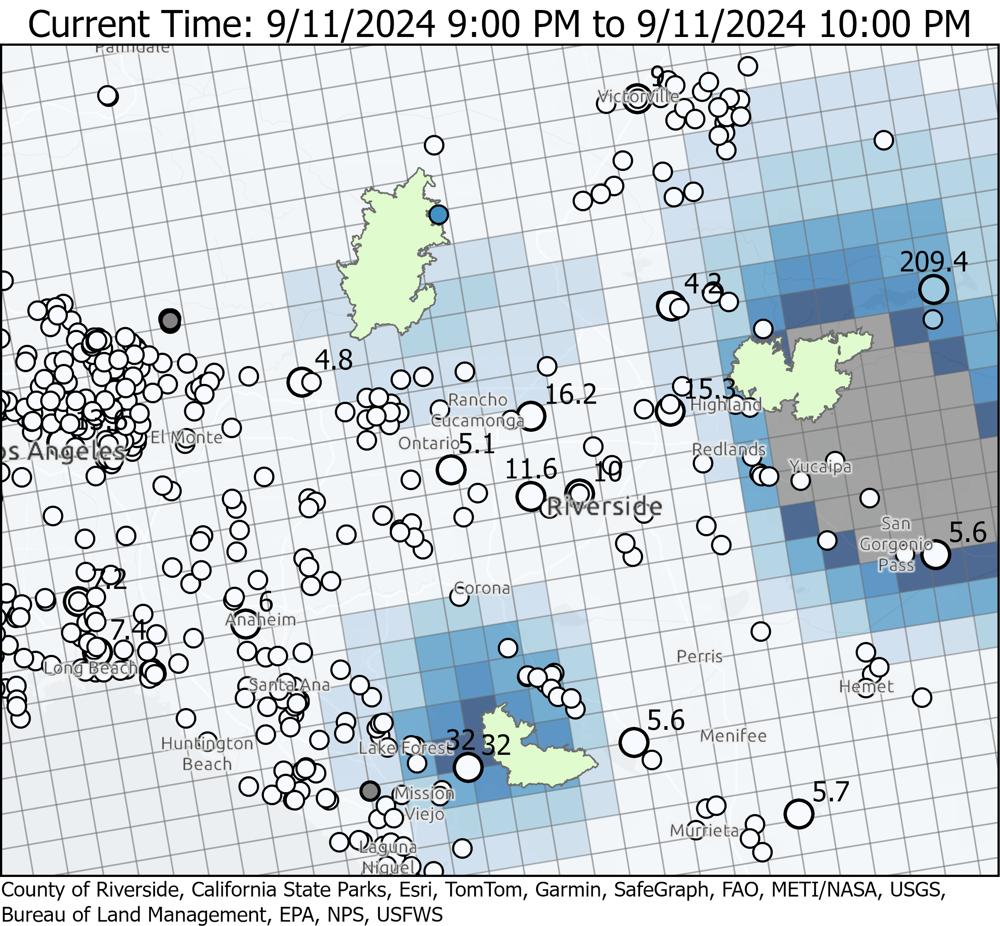 Current Time: 9/11/2024 9:00 PM to 9/11/2024 10:00 PM
Palmdale
9
Victorville
209.4
4.2
4.8
16.2
15.3
Rancho
Cucamonga
Highland
El Monte
Ontario
5.1
os Angeles
Redlands
11.6
10
Yucaipa
Riverside
San
Gorgonio
Pass
5.6
7.2
Corona
6
Anaheim
7.4
Long Beach
Perris
Santa Ana
Hemet
5.6
Menifee
Huntington
Beach
Lake Forest
32
32
Mission
Viejo
5.7
Murrieta
Laguna
Niguel
County of Riverside, California State Parks, Esri, TomTom, Garmin, SafeGraph, FAO, METI/NASA, USGS,
Bureau of Land Management, EPA, NPS, USFWS